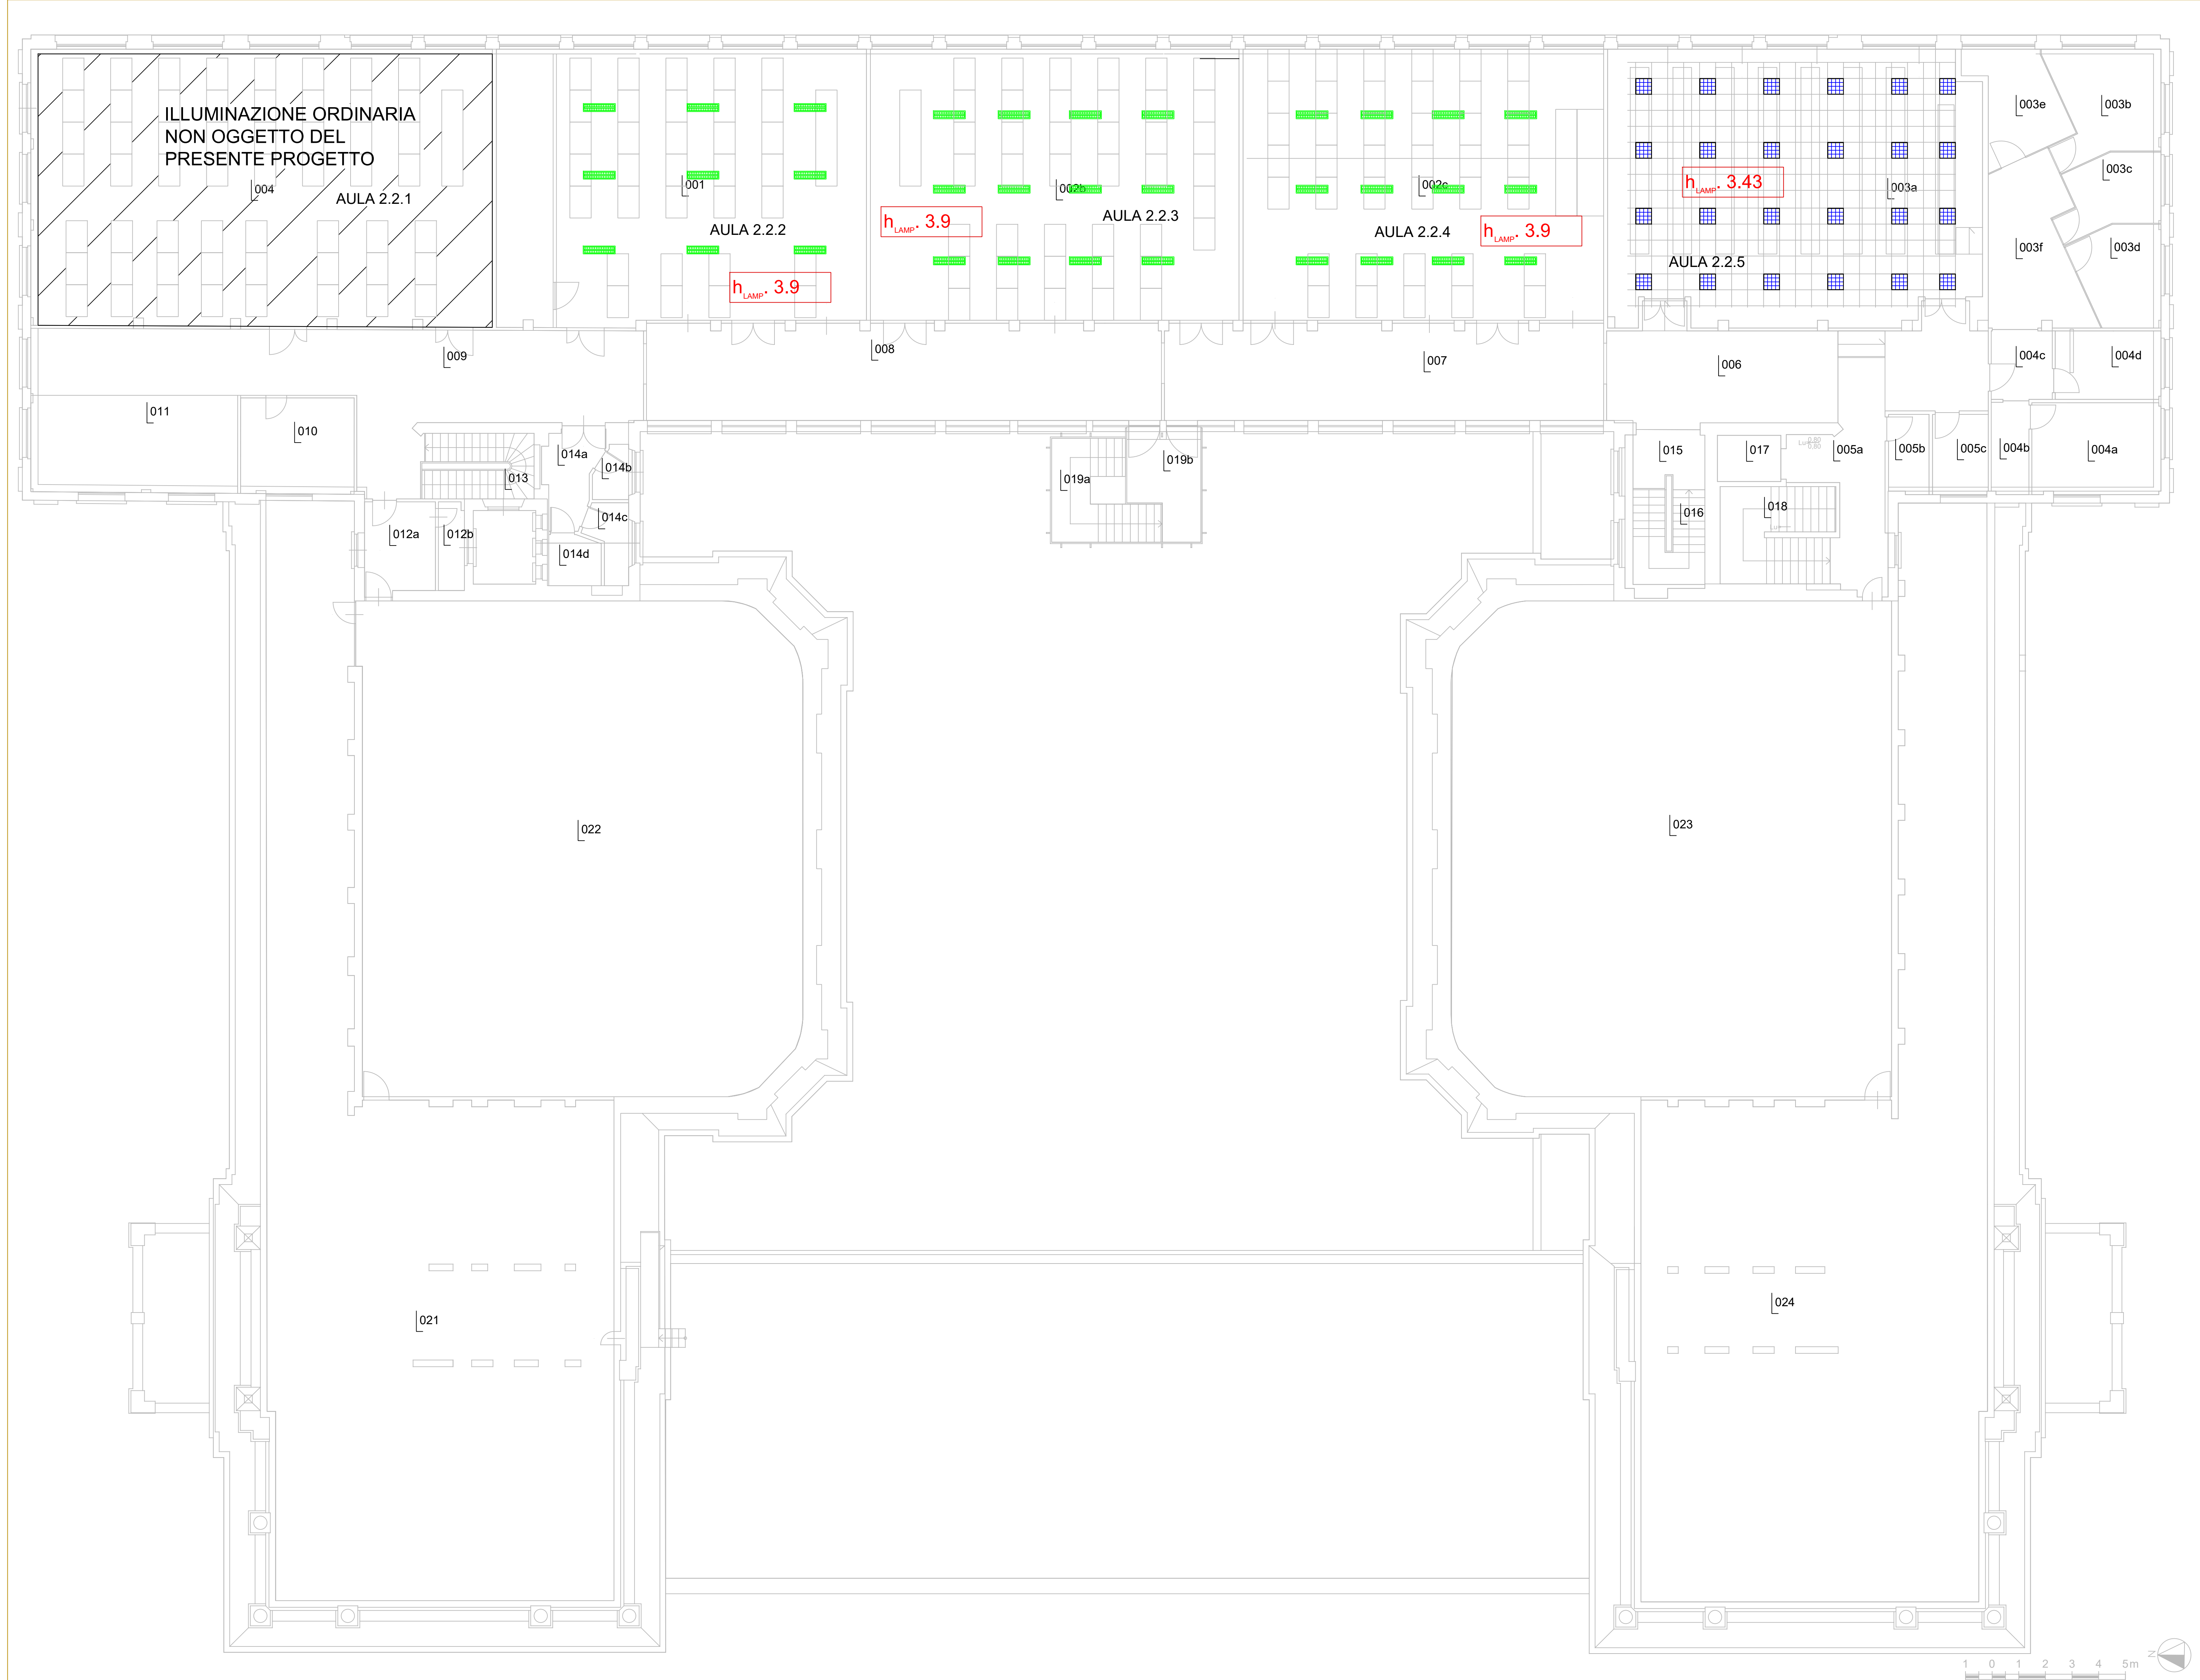 ILLUMINAZIONE ORDINARIA
NON OGGETTO DEL
PRESENTE PROGETTO
004
AULA 2.2.1
001
AULA 2.2.2
hLAMP. 3.9
hLAMP. 3.9
002b
AULA 2.2.3
002c
AULA 2.2.4
hLAMP. 3.9
hLAMP. 3.43
003a
AULA 2.2.5
003e
003b
003c
003f
003d
009
008
007
006
004c
004d
011
010
013
014a
014b
014c
014d
012a
012b
019a
019b
015
017
005a
005b
005c
004b
004a
016
018
0,80
0,80
022
023
021
024
N
1 0 1 2 3 4 5m